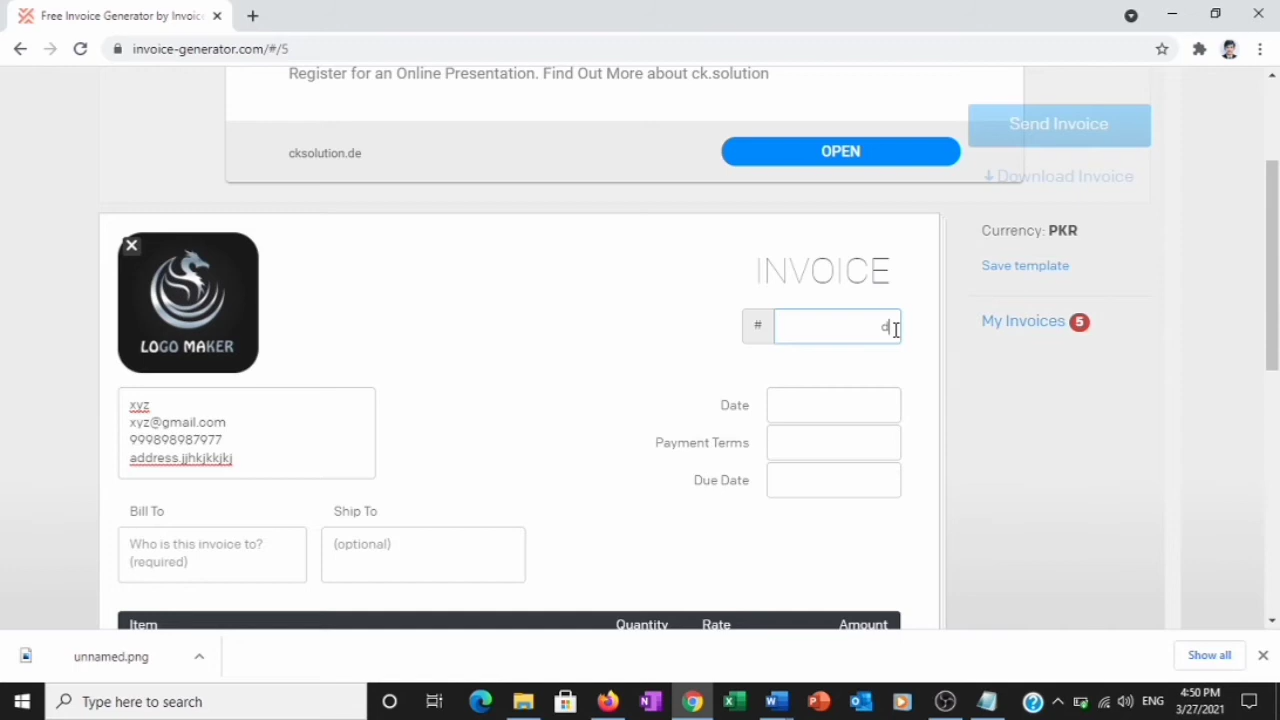 Free Invoice Generator by Invoic
invoice-generator.com/#/5
Register for an Online Presentation. Find Out More about ck.solution
cksolution.de
OPEN
Send Invoice
Download Invoice
Currency: PKR
Save template
My Invoices 5
LOGO MAKER
INVOICE
# d
xyz
xyz@gmail.com
999898987977
address.jjhkjkkjkj
Date
Payment Terms
Due Date
Bill To
Ship To
Who is this invoice to?
(required)
(optional)
Item Quantity Rate Amount
unnamed.png
Show all
Type here to search
ENG
4:50 PM
3/27/2021